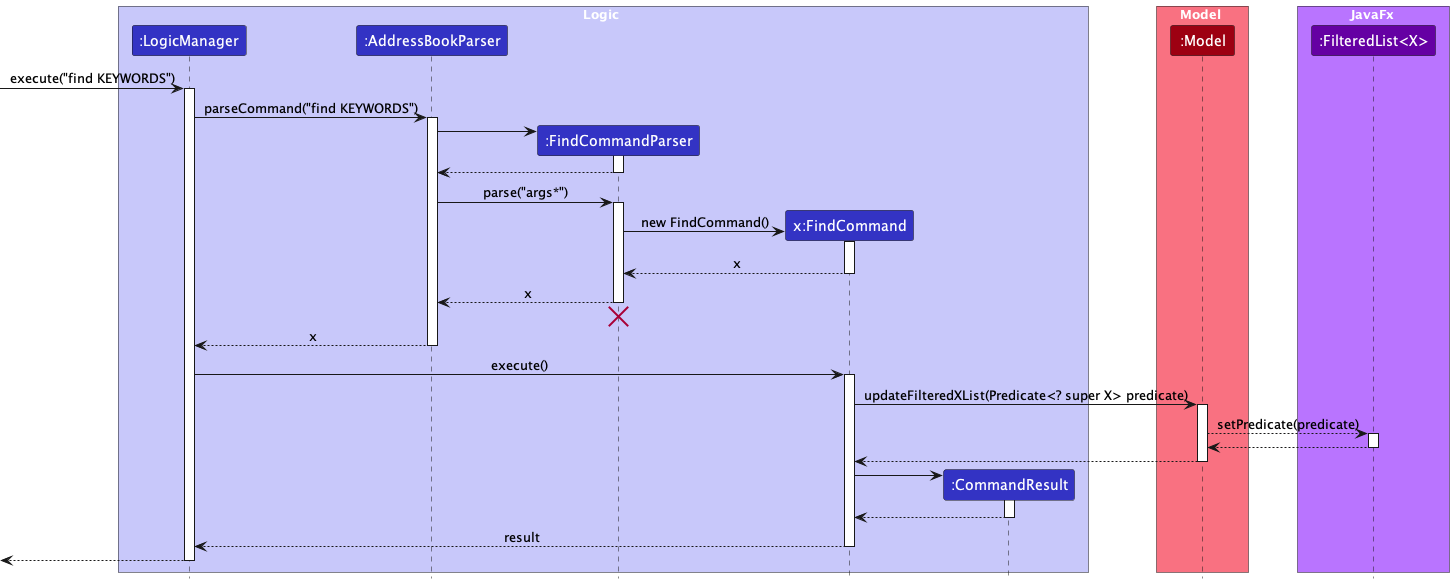 Logic
Model
JavaFx
:LogicManager
:AddressBookParser
:Model
:FilteredList<X>
execute("find KEYWORDS")
parseCommand("find KEYWORDS")
:FindCommandParser
parse("args*")
new FindCommand()
x:FindCommand
x
x
x
execute()
updateFilteredXList(Predicate<? super X> predicate)
setPredicate(predicate)
:CommandResult
result